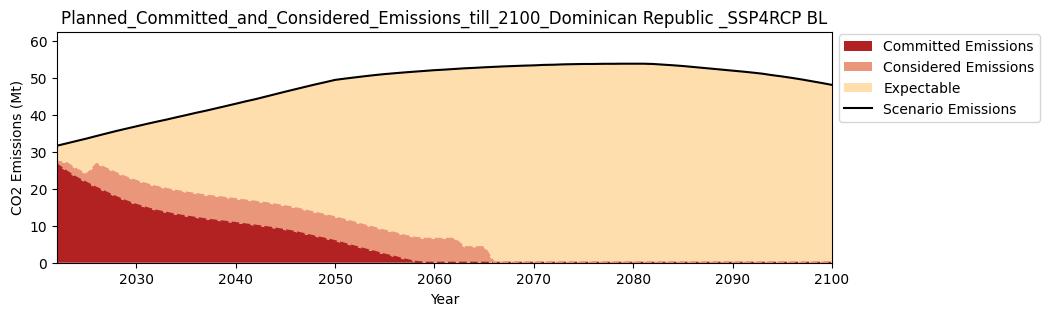 Planned_Committed_and_Considered_Emissions_till_2100_Dominican Republic _SSP4RCP BL
CO2 Emissions (Mt)
60
50
40
30
20
10
0
2030 2040 2050 2060 2070 2080 2090 2100
Year
Committed Emissions
Considered Emissions
Expectable
Scenario Emissions